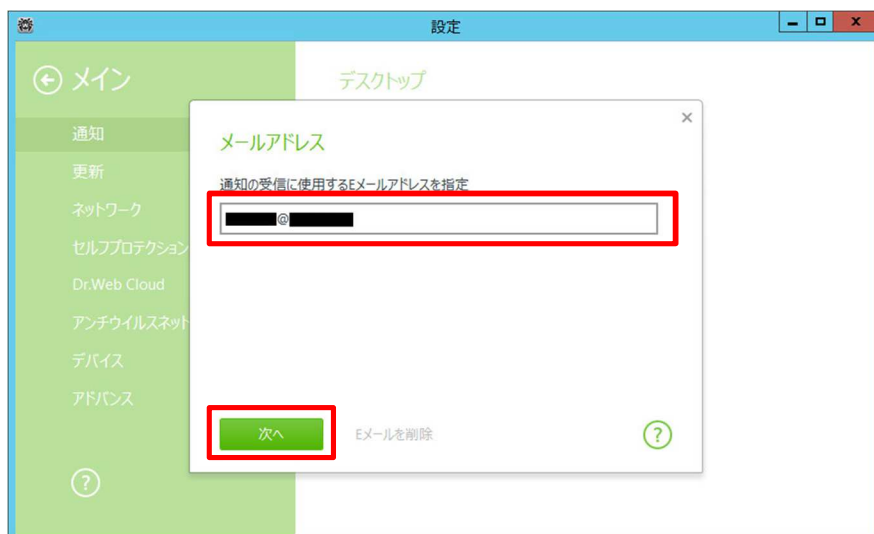 設定
メイン
デスクトップ
通知
更新
ネットワーク
セルフプロテクション
Dr.Web Cloud
アンチウイルスネット
デバイス
アドバンス
?
×
メールアドレス
通知の受信に使用するEメールアドレスを指定
@
次へ
Eメールを削除
?